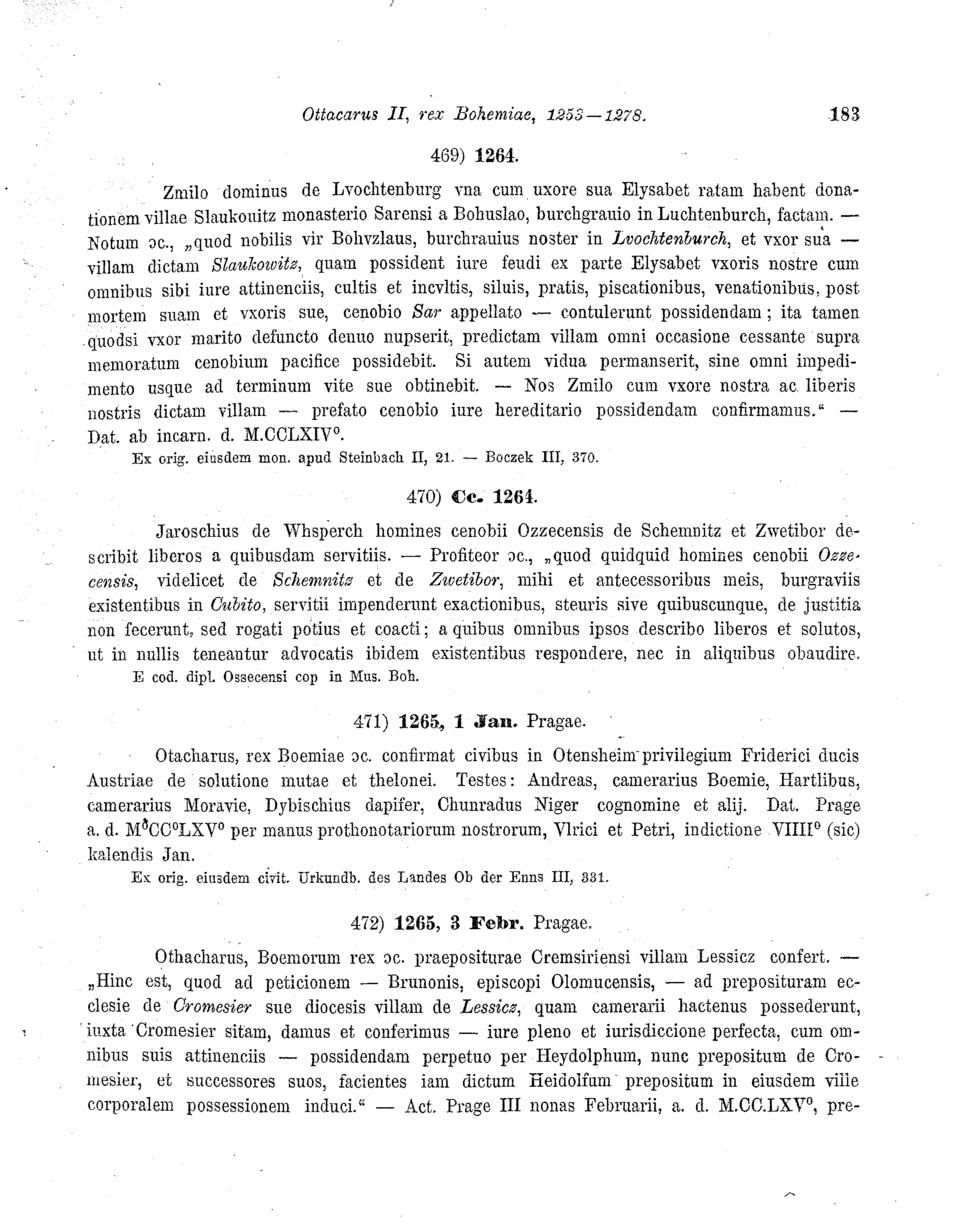 Ottacarus II, rex Bohemiae, 1253—1278. 183
469) 1264.
Zmilo dominus de Lvochtenburg vna cum uxore sua Elysabet ratam habent dona-
tionem villae Slaukouitz monasterio Sarensi a Bohuslao, burchgrauio in Luchtenburch, factam. —
Notum ɔc., „quod nobilis vir Bohvzlaus, burchrauius noster in Lvochtenburch, et vxor sua —
villam dictam Slaukowitz, quam possident iure feudi ex parte Elysabet vxoris nostre cum
omnibus sibi iure attinenciis, cultis et incvltis, siluis, pratis, piscationibus, venationibus, post
mortem suam et vxoris sue, cenobio Sar appellato — contulerunt possidendam; ita tamen
quodsi vxor marito defuncto denuo nupserit, predictam villam omni occasione cessante supra
memoratum cenobium pacifice possidebit. Si autem vidua permanserit, sine omni impedi-
mento usque ad terminum vite sue obtinebit. — Nos Zmilo cum vxore nostra ac liberis
nostris dictam villam — prefato cenobio iure hereditario possidendam confirmamus.“ —
Dat. ab incarn. d. M.CCLXIVº.
Ex orig. eiusdem mon. apud Steinbach II, 21. — Boczek III, 370.
470) Cc. 1264.
Jaroschius de Whsperch homines cenobii Ozzecensis de Schemnitz et Zwetibor de-
scribit liberos a quibusdam servitiis. — Profiteor ɔc., „quod quidquid homines cenobii Ozze-
censis, videlicet de Schemnitz et de Zwetibor, mihi et antecessoribus meis, burgraviis
existentibus in Cubito, servitii impenderunt exactionibus, steuris sive quibuscunque, de justitia
non fecerunt, sed rogati potius et coacti; a quibus omnibus ipsos describo liberos et solutos,
ut in nullis teneantur advocatis ibidem existentibus respondere, nec in aliquibus obaudire.
E cod. dipl. Ossecensi cop in Mus. Boh.
471) 1265, 1 Jan. Pragae.
Otacharus, rex Boemiae ɔc. confirmat civibus in Otensheim privilegium Friderici ducis
Austriae de solutione mutae et thelonei. Testes: Andreas, camerarius Boemie, Hartlibus,
camerarius Moravie, Dybischius dapifer, Chunradus Niger cognomine et alij. Dat. Prage
a. d. MºCCºLXVº per manus prothonotariorum nostrorum, Vlrici et Petri, indictione VIIIIº (sic)
kalendis Jan.
Ex orig. eiusdem civit. Urkundb. des Landes Ob der Enns III, 331.
472) 1265, 3 Febr. Pragae.
Othacharus, Boemorum rex ɔc. praepositurae Cremsiriensi villam Lessicz confert. —
„Hinc est, quod ad peticionem — Brunonis, episcopi Olomucensis, — ad preposituram ec-
clesie de Cromesier sue diocesis villam de Lessicz, quam camerarii hactenus possederunt,
iuxta Cromesier sitam, damus et conferimus — iure pleno et iurisdiccione perfecta, cum om-
nibus suis attinenciis — possidendam perpetuo per Heydolphum, nunc prepositum de Cro-
mesier, et successores suos, facientes iam dictum Heidolfum prepositum in eiusdem ville
corporalem possessionem induci.“ — Act. Prage III nonas Februarii, a. d. M.CC.LXVº, pre-